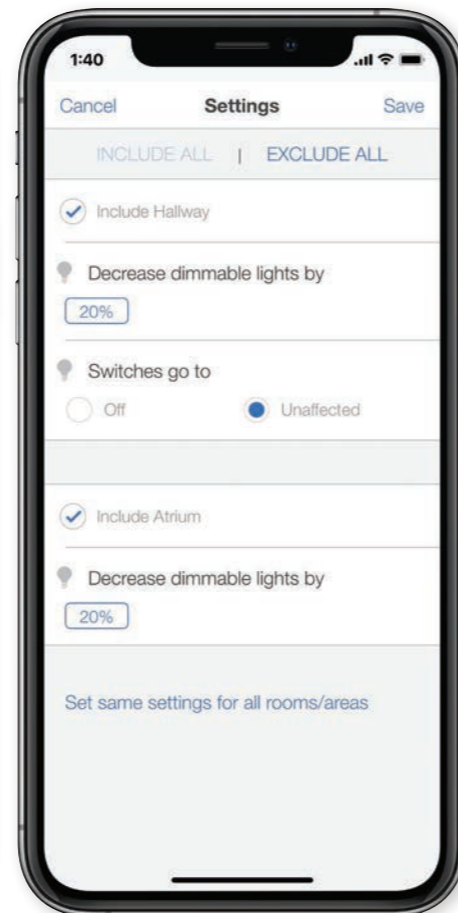 1:40
Cancel Settings Save
INCLUDE ALL | EXCLUDE ALL
Include Hallway
Decrease dimmable lights by
20%
Switches go to
Off Unaffected
Include Atrium
Decrease dimmable lights by
20%
Set same settings for all rooms/areas